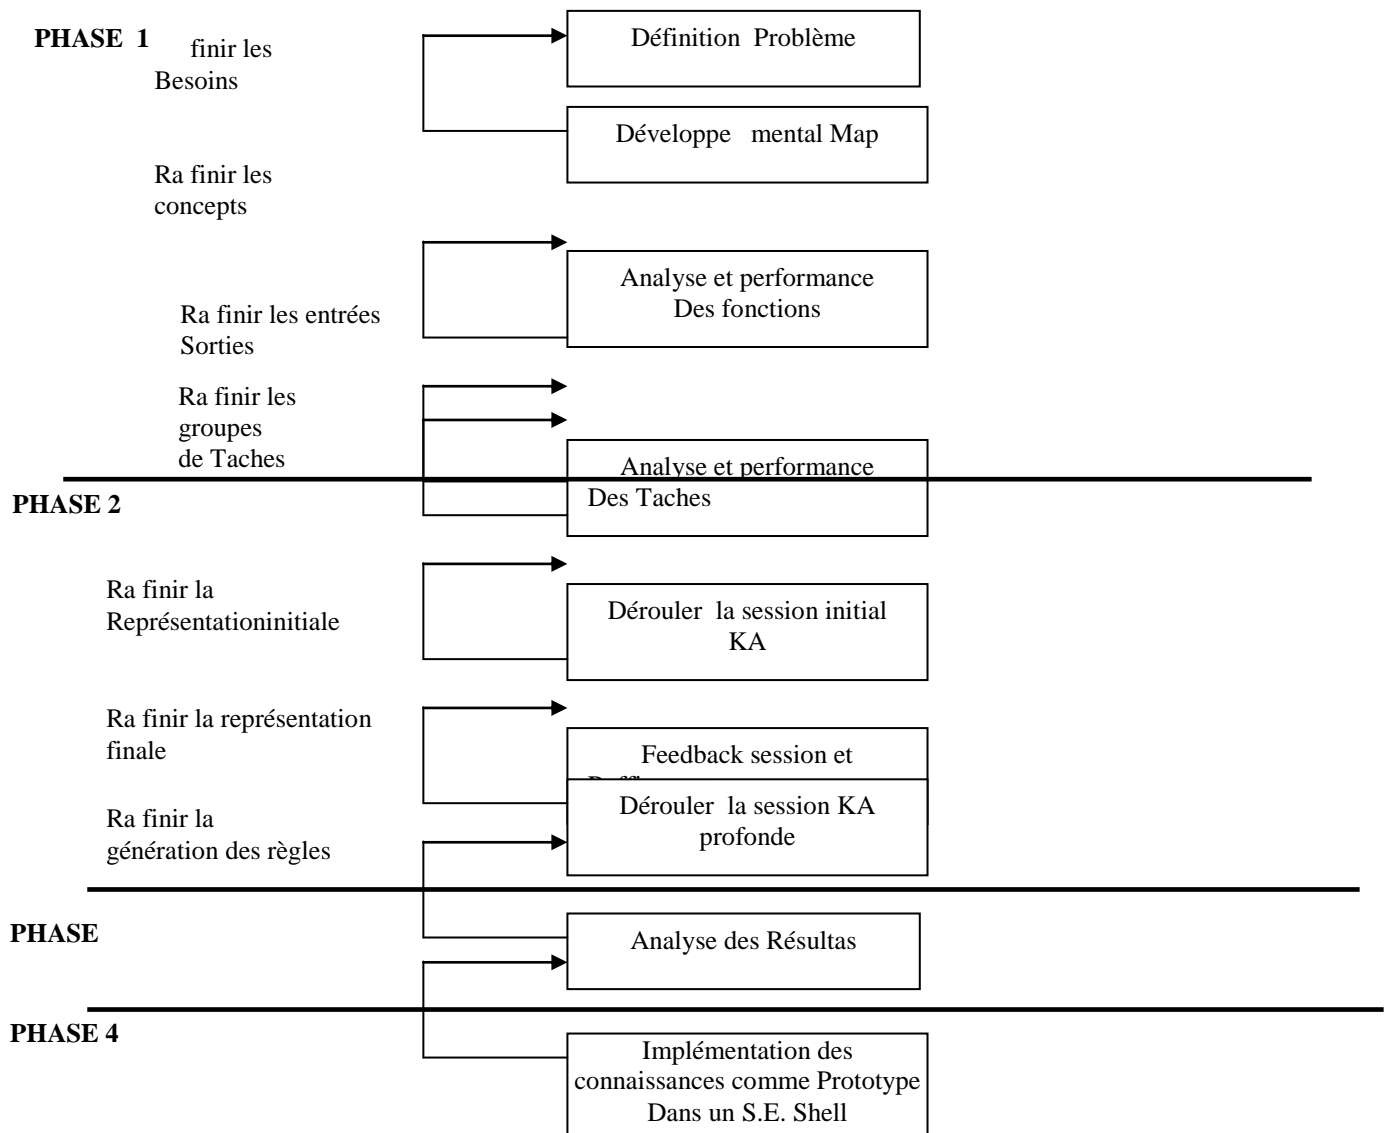 PHASE 1
finir les
Besoins
Définition Problème
Développe mental Map
Ra finir les
concepts
Analyse et performance
Des fonctions
Ra finir les entrées
Sorties
Ra finir les
groupes
de Taches
Analyse et performance
Des Taches
PHASE 2
Ra finir la
Représentationinitiale
Dérouler la session initial
KA
Ra finir la représentation
finale
Feedback session et
Dérouler la session KA
profonde
Ra finir la
génération des règles
PHASE
Analyse des Résultas
PHASE 4
Implémentation des
connaissances comme Prototype
Dans un S.E. Shell